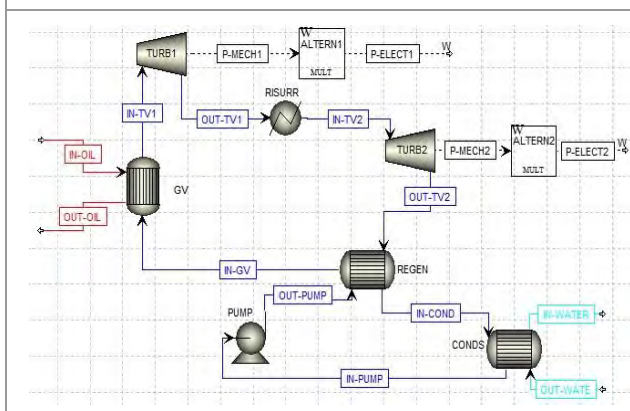 W
ALTERN1
MULT
TURB1
P-MECH1
P-ELECT1
W
RISURR
IN-TV1
OUT-TV1
IN-TV2
W
ALTERN2
MULT
TURB2
P-MECH2
P-ELECT2
W
IN-OIL
GV
OUT-TV2
OUT-OIL
IN-GV
REGEN
OUT-PUMP
PUMP
IN-COND
IN-WATER
CONDS
IN-PUMP
OUT-WATE